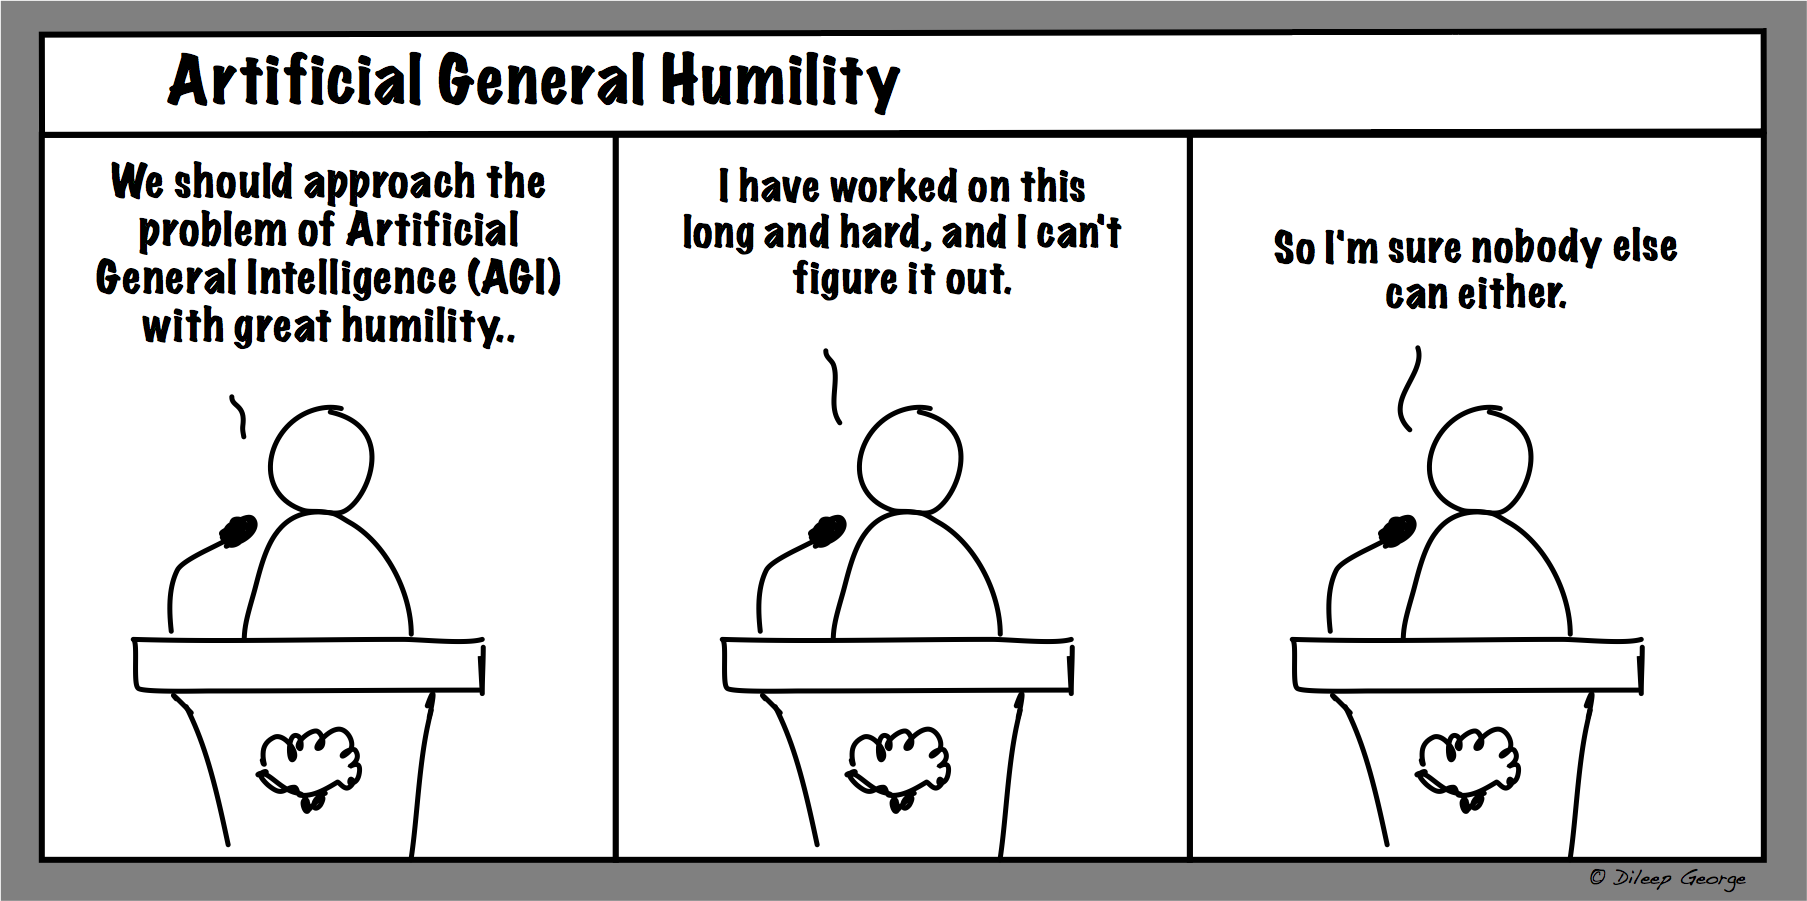 Artificial General Humility
We should approach the
problem of Artificial
General Intelligence (AGI)
with great humility..
I have worked on this
long and hard, and I can't
figure it out.
So I'm sure nobody else
can either.
© Dileep George